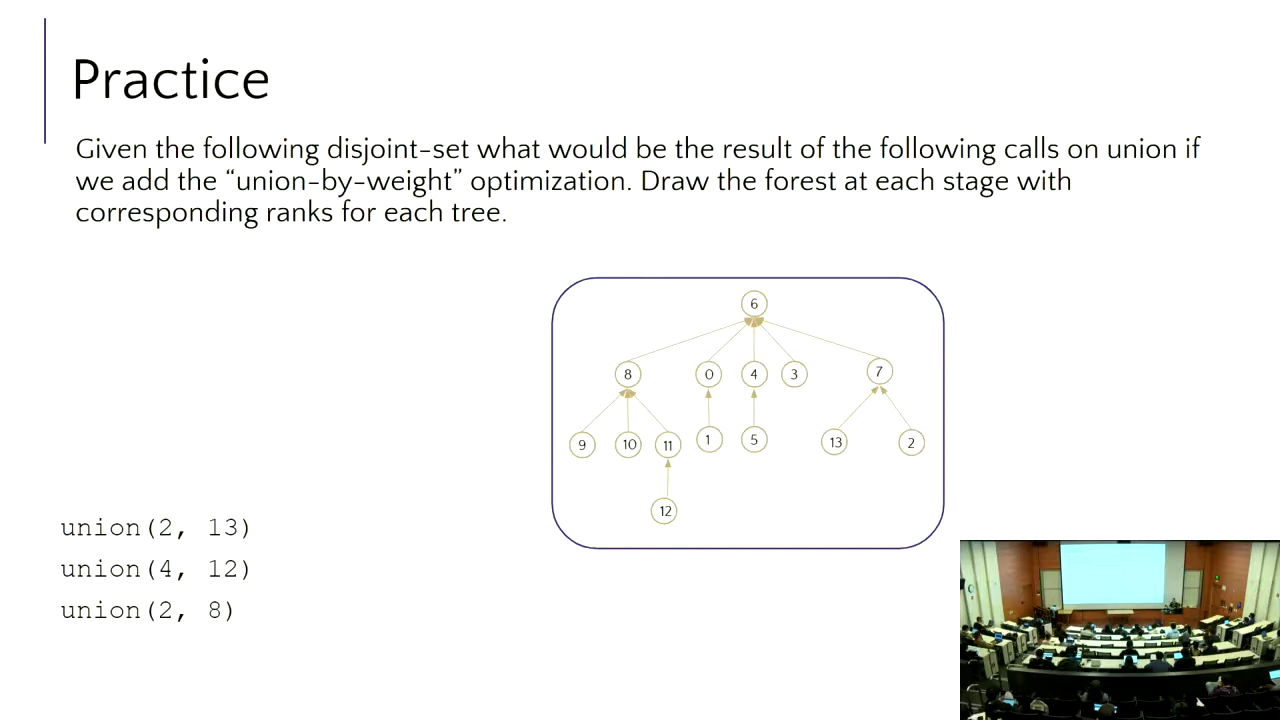 Practice
Given the following disjoint-set what would be the result of the following calls on union if
we add the “union-by-weight” optimization. Draw the forest at each stage with
corresponding ranks for each tree.
6
8 0 4 3 7
9 10 11 1 5 13 2
12
union(2, 13)
union(4, 12)
union(2, 8)